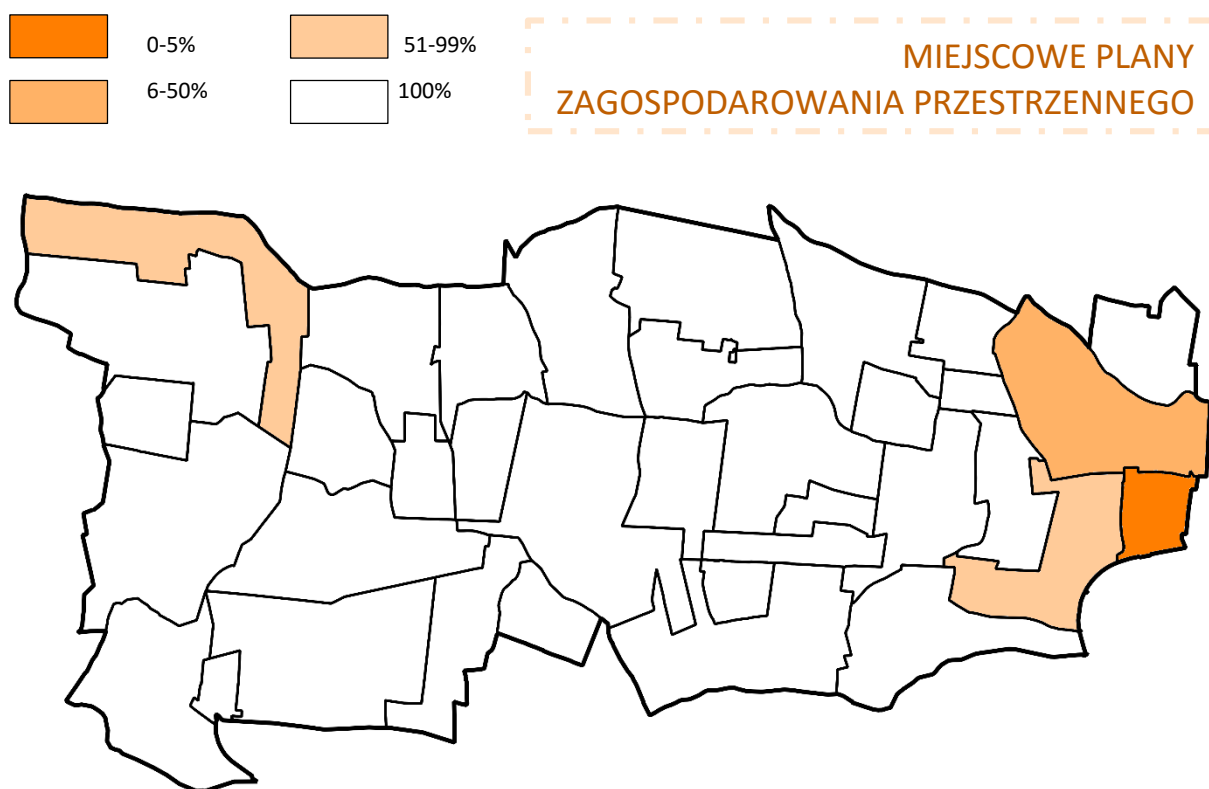 0-5%
51-99%
6-50%
100%
MIEJSCOWE PLANY
ZAGOSPODAROWANIA PRZESTRZENNEGO